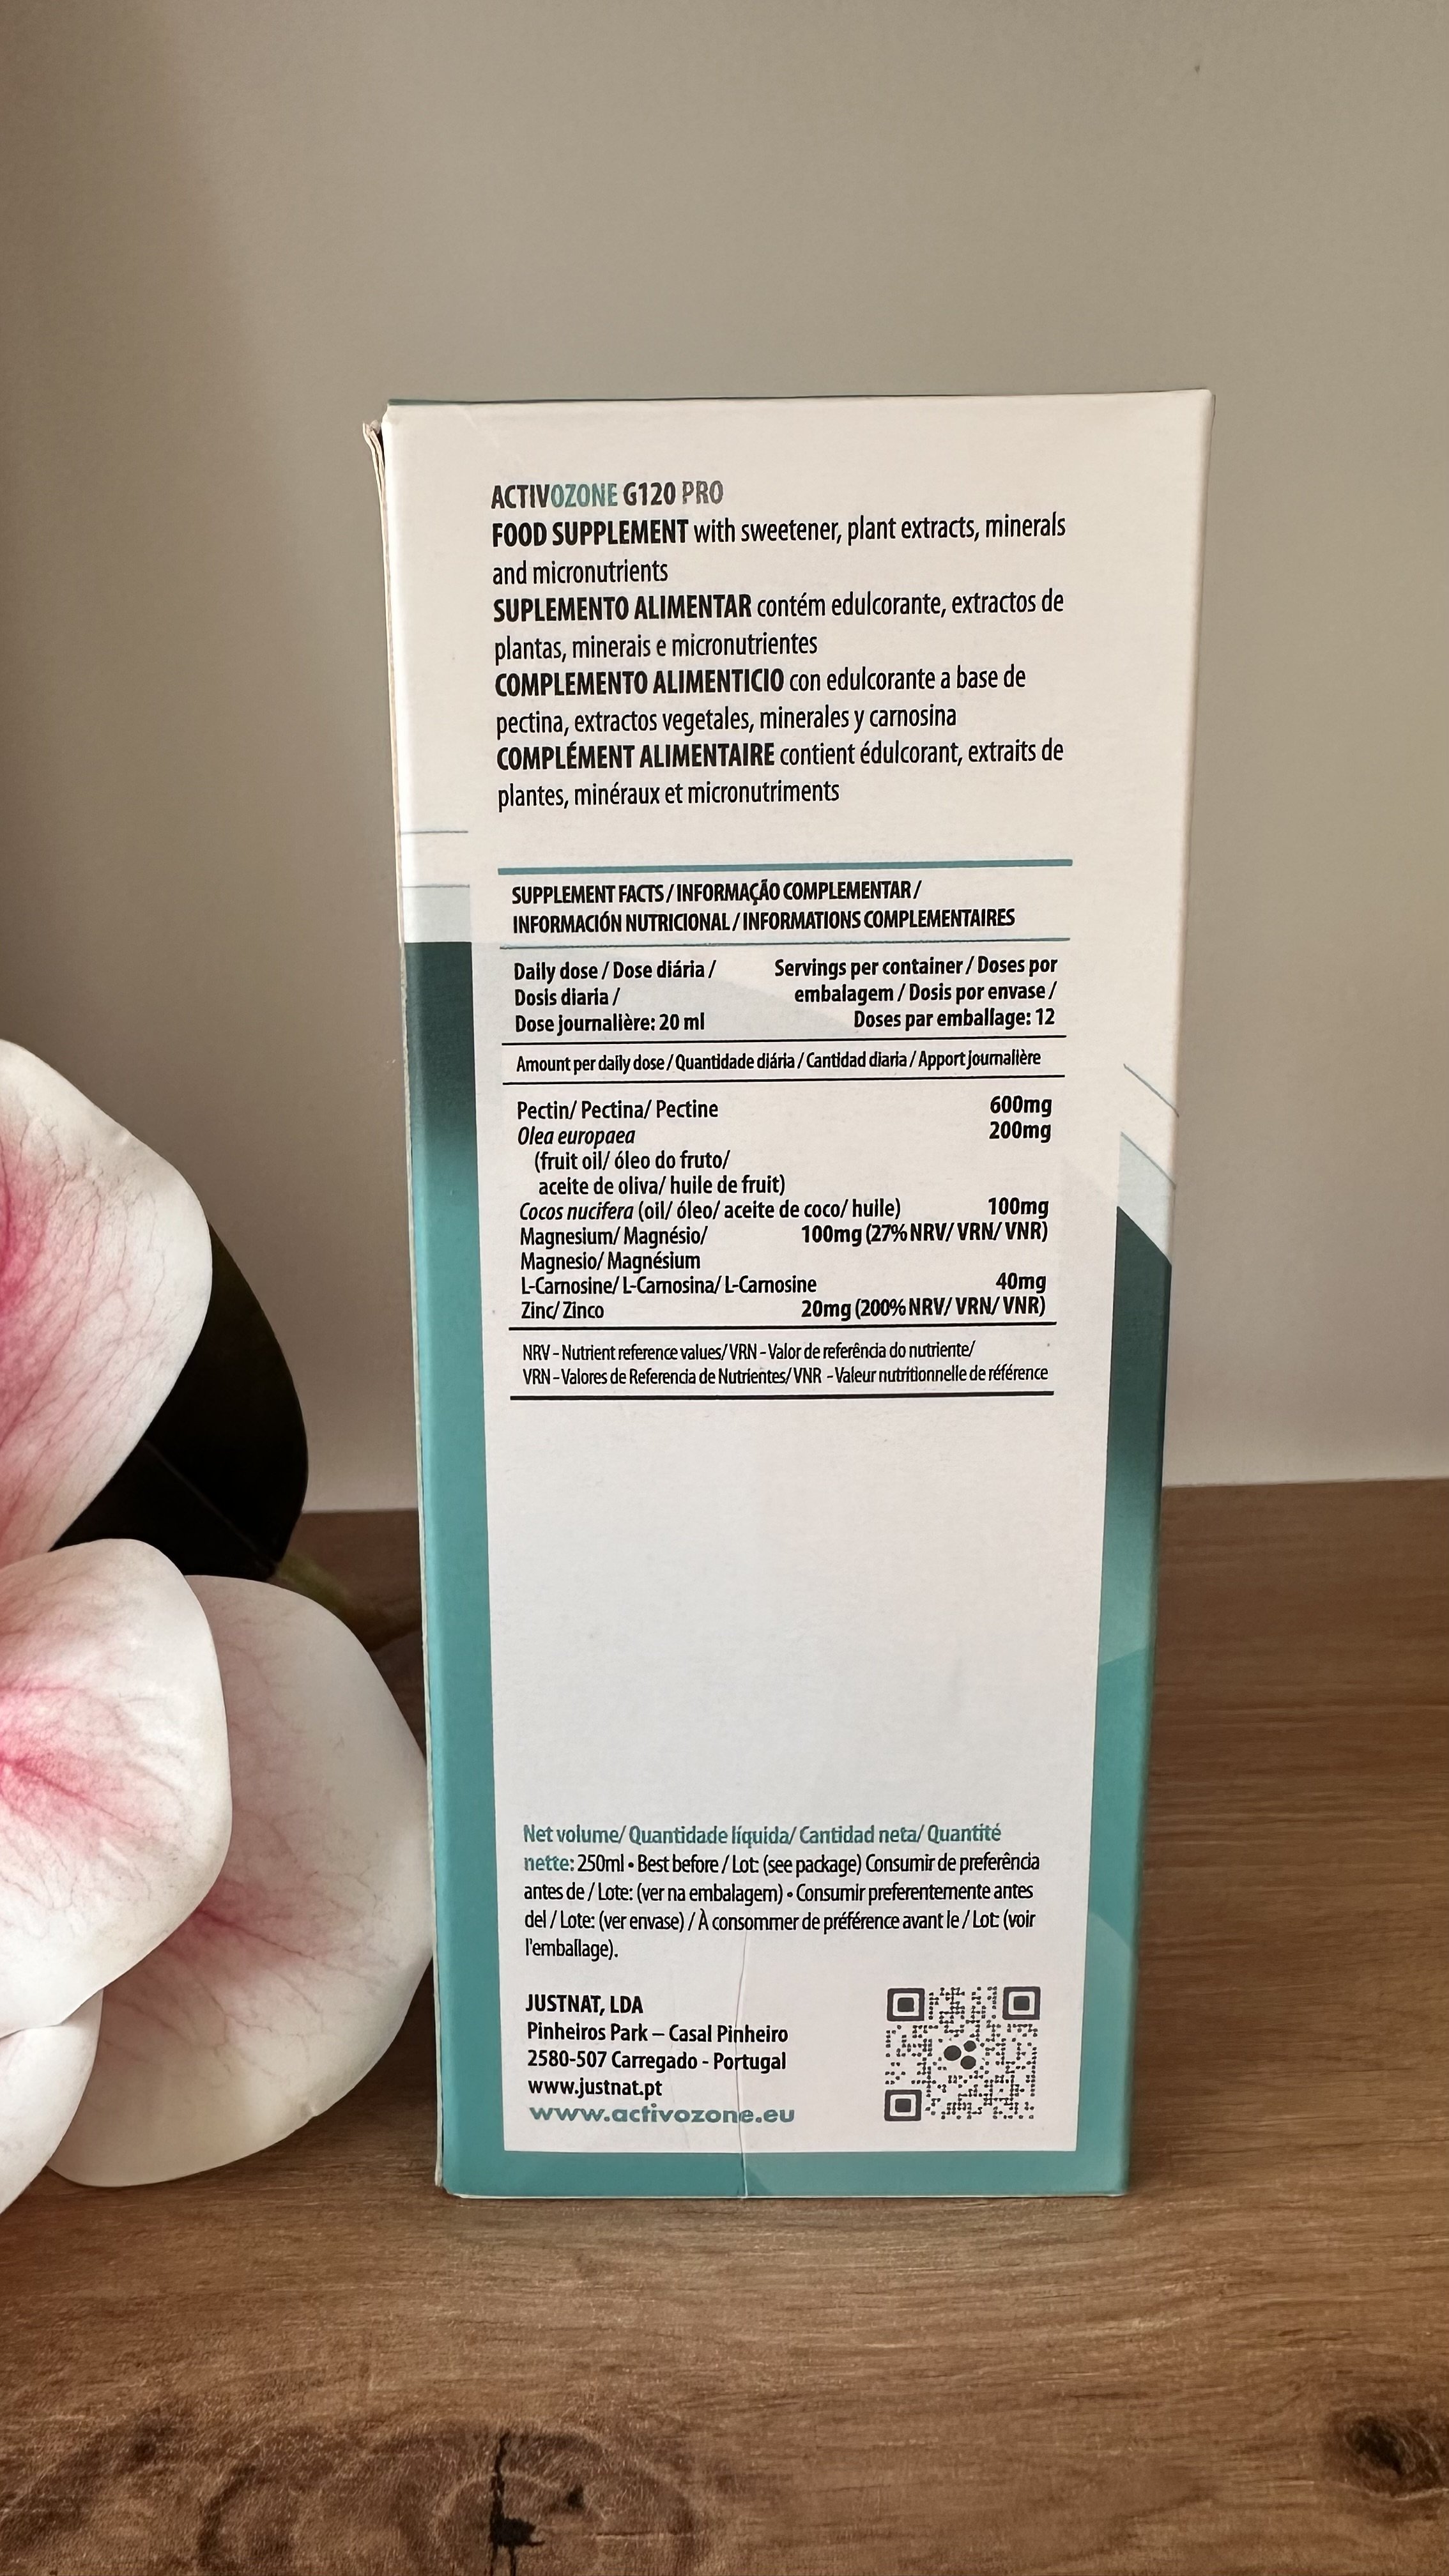 ACTIVOZONE G120 PRO
FOOD SUPPLEMENT with sweetener, plant extracts, minerals
and micronutrients
SUPLEMENTO ALIMENTAR contém edulcorante, extractos de
plantas, minerais e micronutrientes
COMPLEMENTO ALIMENTICIO con edulcorante a base de
pectina, extractos vegetales, minerales y carnosina
COMPLÉMENT ALIMENTAIRE contient édulcorant, extraits de
plantes, minéraux et micronutriments
SUPPLEMENT FACTS / INFORMAÇÃO COMPLEMENTAR /
INFORMACIÓN NUTRICIONAL / INFORMATIONS COMPLEMENTAIRES
Daily dose / Dose diária /
Dosis diaria /
Dose journalière: 20 ml
Servings per container / Doses por
embalagem / Dosis por envase /
Doses par emballage: 12
Amount per daily dose / Quantidade diária / Cantidad diaria / Apport journalière
Pectin/ Pectina/ Pectine 600mg
Olea europaea 200mg
(fruit oil/ óleo do fruto/
aceite de oliva/ huile de fruit)
Cocos nucifera (oil/ óleo/ aceite de coco/ huile) 100mg
Magnesium/ Magnésio/ 100mg (27% NRV/ VRN/ VNR)
Magnesio/ Magnésium
L-Carnosine/ L-Carnosina/ L-Carnosine 40mg
Zinc/ Zinco 20mg (200% NRV/ VRN/ VNR)
NRV - Nutrient reference values/ VRN - Valor de referência do nutriente/
VRN - Valores de Referencia de Nutrientes/ VNR - Valeur nutritionnelle de référence
Net volume/ Quantidade líquida/ Cantidad neta/ Quantité
nette: 250ml • Best before / Lot: (see package) Consumir de preferência
antes de / Lote: (ver na embalagem) • Consumir preferentemente antes
del / Lote: (ver envase) / À consommer de préférence avant le / Lot: (voir
l'emballage).
JUSTNAT, LDA
Pinheiros Park – Casal Pinheiro
2580-507 Carregado - Portugal
www.justnat.pt
www.activozone.eu